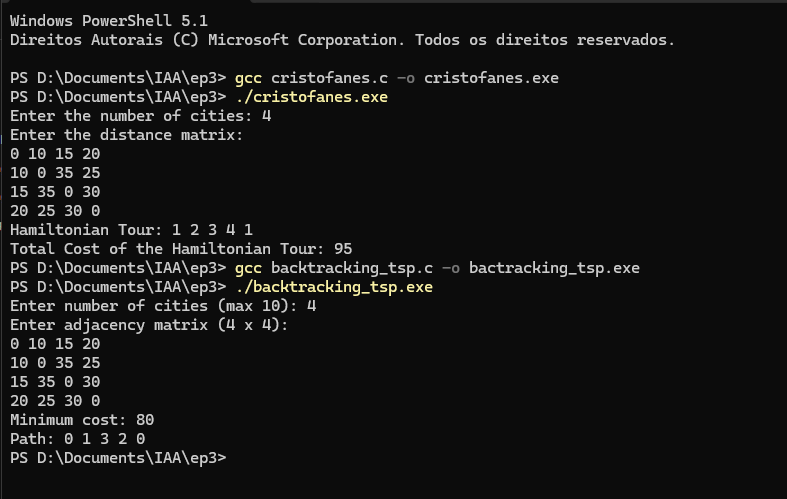 Windows PowerShell 5.1
Direitos Autorais (C) Microsoft Corporation. Todos os direitos reservados.
PS D:\Documents\IAA\ep3> gcc cristofanes.c -o cristofanes.exe
PS D:\Documents\IAA\ep3> ./cristofanes.exe
Enter the number of cities: 4
Enter the distance matrix:
0 10 15 20
10 0 35 25
15 35 0 30
20 25 30 0
Hamiltonian Tour: 1 2 3 4 1
Total Cost of the Hamiltonian Tour: 95
PS D:\Documents\IAA\ep3> gcc backtracking_tsp.c -o bactracking_tsp.exe
PS D:\Documents\IAA\ep3> ./backtracking_tsp.exe
Enter number of cities (max 10): 4
Enter adjacency matrix (4 x 4):
0 10 15 20
10 0 35 25
15 35 0 30
20 25 30 0
Minimum cost: 80
Path: 0 1 3 2 0
PS D:\Documents\IAA\ep3>